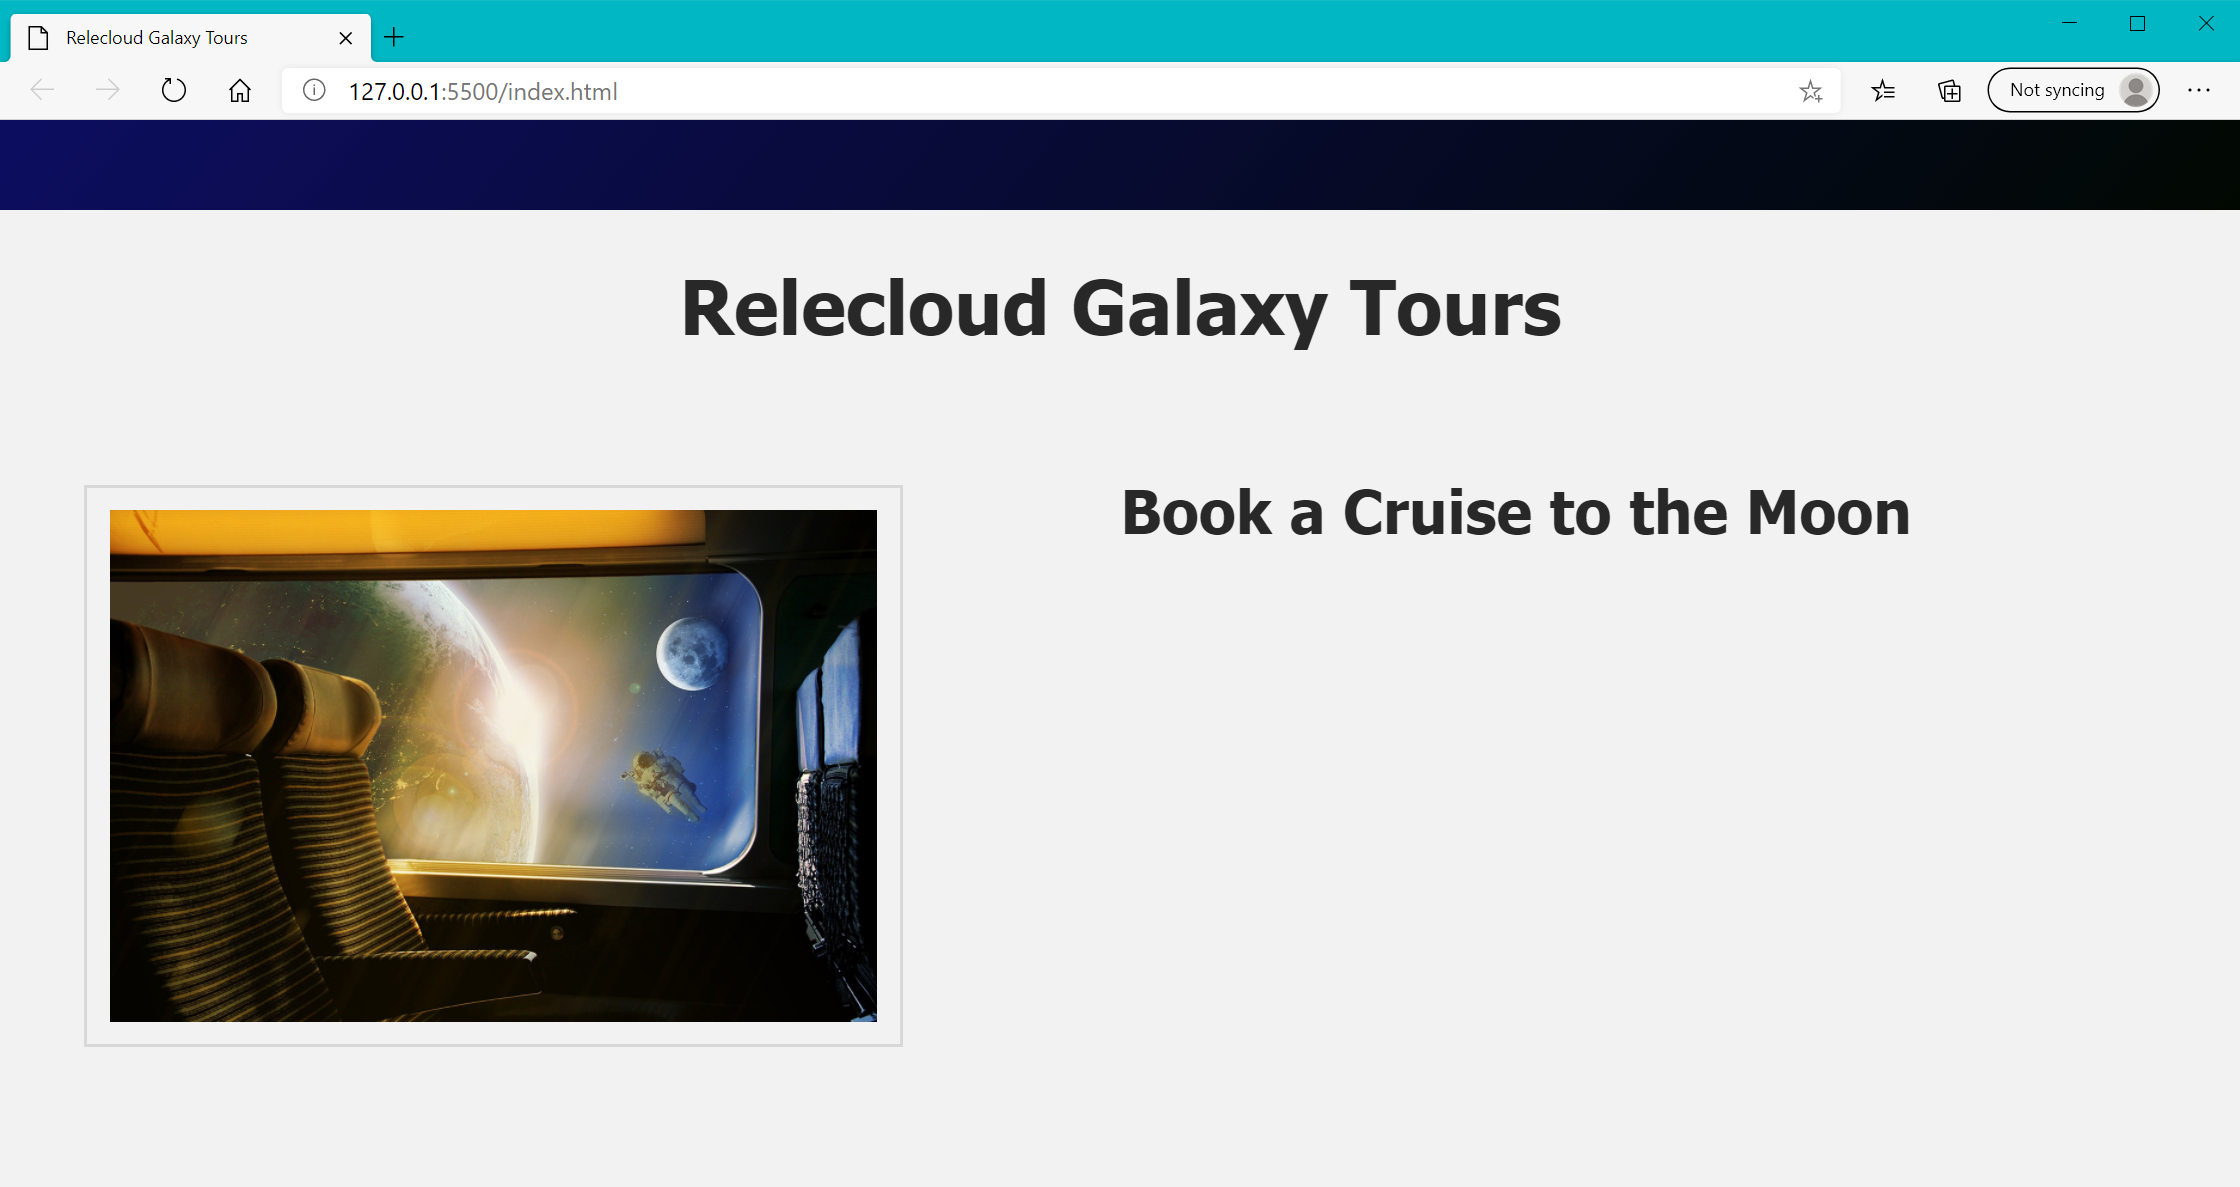 Relecloud Galaxy Tours
127.0.0.1:5500/index.html
Not syncing
Relecloud Galaxy Tours
Book a Cruise to the Moon